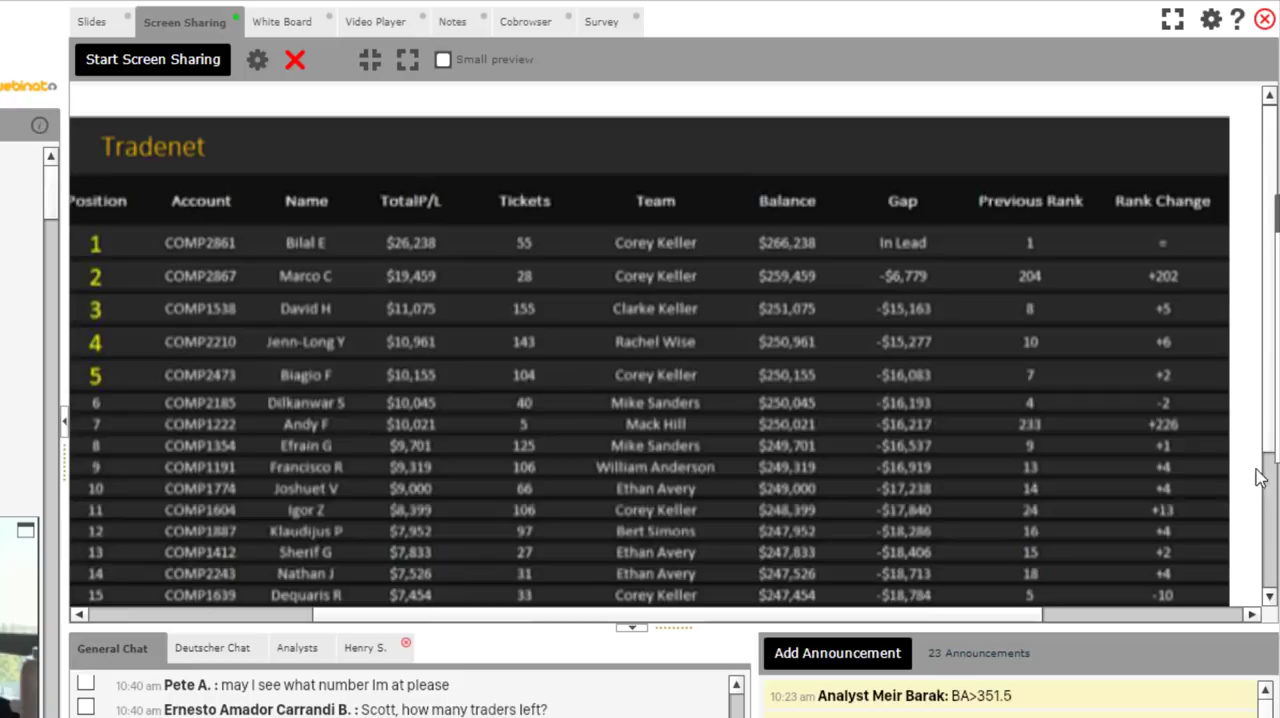 Slides Screen Sharing White Board Video Player Notes Cobrowser Survey
Start Screen Sharing Small preview
Tradenet
Position Account Name TotalP/L Tickets Team Balance Gap Previous Rank Rank Change
1 COMP2861 Bilal E $26,238 55 Corey Keller $266,238 In Lead 1 =
2 COMP2867 Marco C $19,459 28 Corey Keller $259,459 -$6,779 204 +202
3 COMP1538 David H $11,075 155 Clarke Keller $251,075 -$15,163 8 +5
4 COMP2210 Jenn-Long Y $10,961 143 Rachel Wise $250,961 -$15,277 10 +6
5 COMP2473 Biagio F $10,155 104 Corey Keller $250,155 -$16,083 7 +2
6 COMP2185 Dilkanwar S $10,045 40 Mike Sanders $250,045 -$16,193 4 -2
7 COMP1222 Andy F $10,021 5 Mack Hill $250,021 -$16,217 233 +226
8 COMP1354 Efrain G $9,701 125 Mike Sanders $249,701 -$16,537 9 +1
9 COMP1191 Francisco R $9,319 106 William Anderson $249,319 -$16,919 13 +4
10 COMP1774 Joshuet V $9,000 66 Ethan Avery $249,000 -$17,238 14 +4
11 COMP1604 Igor Z $8,399 106 Corey Keller $248,399 -$17,840 24 +13
12 COMP1887 Klaudijus P $7,952 97 Bert Simons $247,952 -$18,286 16 +4
13 COMP1412 Sherif G $7,833 27 Ethan Avery $247,833 -$18,406 15 +2
14 COMP2243 Nathan J $7,526 31 Ethan Avery $247,526 -$18,713 18 +4
15 COMP1639 Dequaris R $7,454 33 Corey Keller $247,454 -$18,784 5 -10
General Chat Deutscher Chat Analysts Henry S.
Add Announcement 23 Announcements
10:40 am Pete A. : may I see what number Im at please
10:40 am Ernesto Amador Carrandi B. : Scott, how many traders left?
10:23 am Analyst Meir Barak: BA>351.5